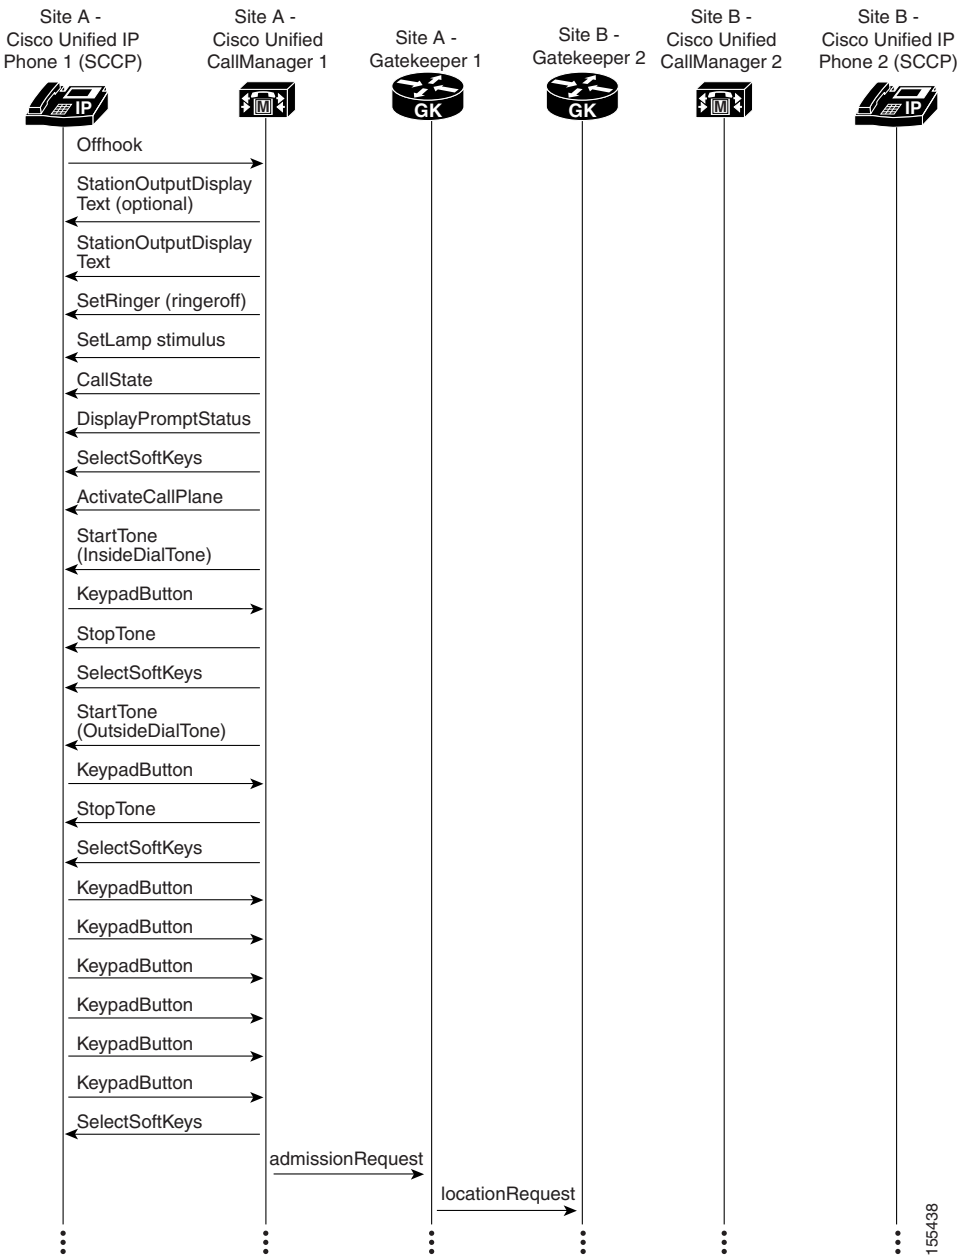 Site A -
Cisco Unified IP
Phone 1 (SCCP)
Site A -
Cisco Unified
CallManager 1
Site A -
Gatekeeper 1
Site B -
Gatekeeper 2
Site B -
Cisco Unified
CallManager 2
Site B -
Cisco Unified IP
Phone 2 (SCCP)
IP
M
GK
GK
M
IP
Offhook
StationOutputDisplay
Text (optional)
StationOutputDisplay
Text
SetRinger (ringeroff)
SetLamp stimulus
CallState
DisplayPromptStatus
SelectSoftKeys
ActivateCallPlane
StartTone
(InsideDialTone)
KeypadButton
StopTone
SelectSoftKeys
StartTone
(OutsideDialTone)
KeypadButton
StopTone
SelectSoftKeys
KeypadButton
KeypadButton
KeypadButton
KeypadButton
KeypadButton
KeypadButton
SelectSoftKeys
admissionRequest
locationRequest
155438